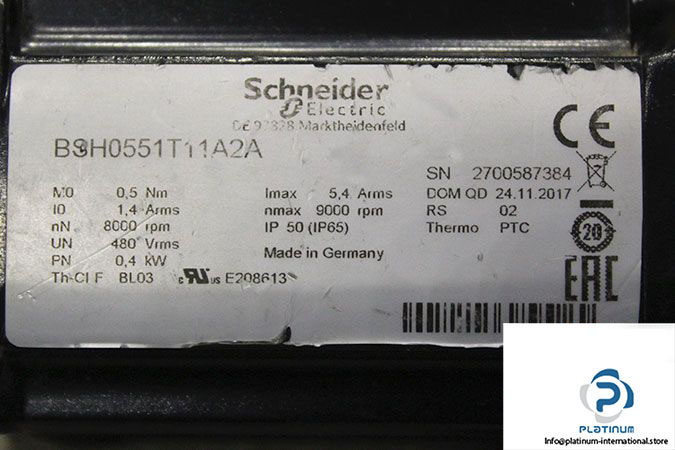 Schneider
Electric
DE 97828 Marktheidenfeld
BSH0551T11A2A
SN 2700587384
M0 0,5 Nm
I0 1,4 Arms
nN 8000 rpm
UN 480 Vrms
PN 0,4 kW
Th-Cl F BL03 c RU us E208613
Imax 5,4 Arms
nmax 9000 rpm
IP 50 (IP65)
Made in Germany
DOM QD 24.11.2017
RS 02
Thermo PTC
CE
20
EAC
PLATINUM
Info@platinum-international.store